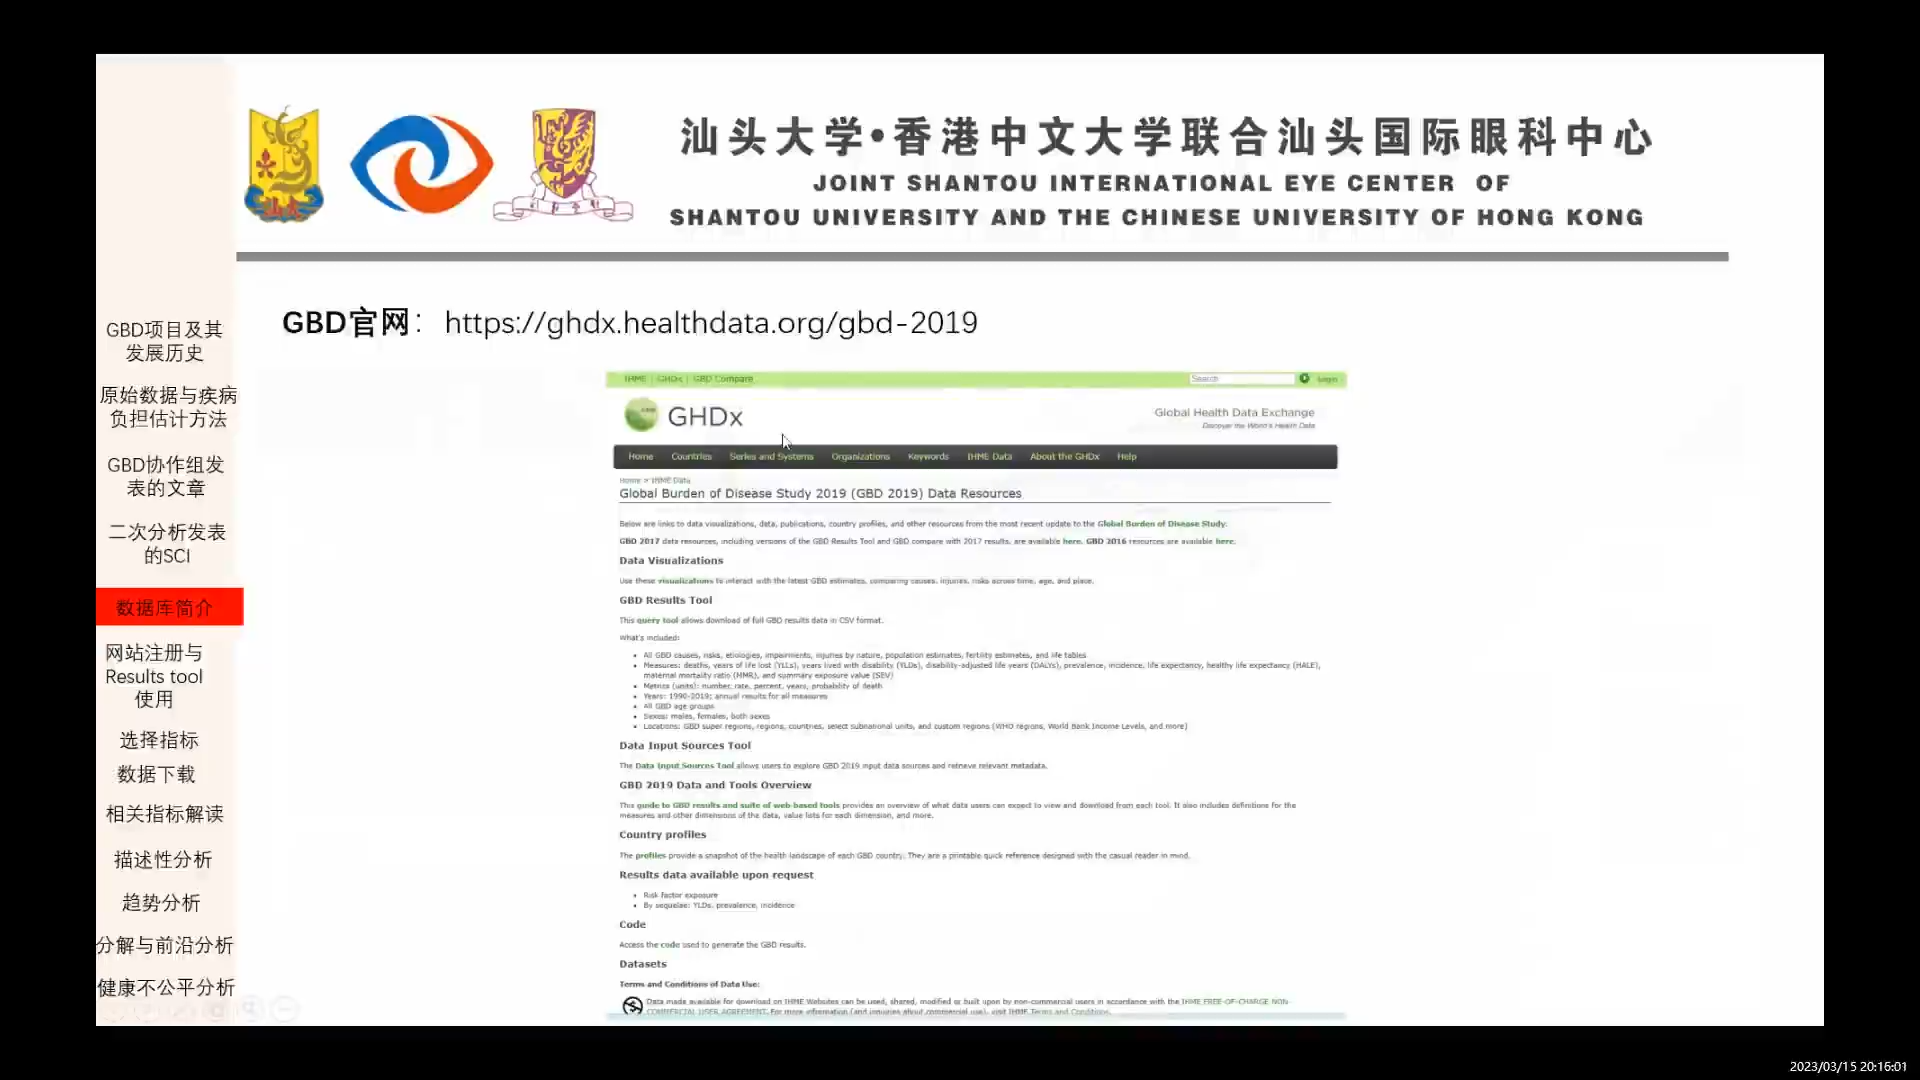 汕头大学•香港中文大学联合汕头国际眼科中心
JOINT SHANTOU INTERNATIONAL EYE CENTER OF
SHANTOU UNIVERSITY AND THE CHINESE UNIVERSITY OF HONG KONG
GBD项目及其
发展历史
原始数据与疾病
负担估计方法
GBD协作组发
表的文章
二次分析发表
的SCI
数据库简介
网站注册与
Results tool
使用
选择指标
数据下载
相关指标解读
描述性分析
趋势分析
分解与前沿分析
健康不公平分析
GBD官网：https://ghdx.healthdata.org/gbd-2019
IHME | GHDx | GBD Compare
Search
Login
GHDx
Global Health Data Exchange
Discover the World's Health Data
Home Countries Series and Systems Organizations Keywords IHME Data About the GHDx Help
Home > IHME Data
Global Burden of Disease Study 2019 (GBD 2019) Data Resources
Below are links to data visualizations, data, publications, country profiles, and other resources from the most recent update to the Global Burden of Disease Study.
GBD 2017 data resources, including versions of the GBD Results Tool and GBD compare with 2017 results, are available here. GBD 2016 resources are available here.
Data Visualizations
Use these visualizations to interact with the latest GBD estimates, comparing causes, injuries, risks across time, age, and place.
GBD Results Tool
This query tool allows download of full GBD results data in CSV format.
What's included:
• All GBD causes, risks, etiologies, impairments, injuries by nature, population estimates, fertility estimates, and life tables
• Measures: deaths, years of life lost (YLLs), years lived with disability (YLDs), disability-adjusted life years (DALYs), prevalence, incidence, life expectancy, healthy life expectancy (HALE),
maternal mortality ratio (MMR), and summary exposure value (SEV)
• Metrics (units): number, rate, percent, years, probability of death
• Years: 1990-2019; annual results for all measures
• All GBD age groups
• Sexes: males, females, both sexes
• Locations: GBD super regions, regions, countries, select subnational units, and custom regions (WHO regions, World Bank Income Levels, and more)
Data Input Sources Tool
The Data Input Sources Tool allows users to explore GBD 2019 input data sources and retrieve relevant metadata.
GBD 2019 Data and Tools Overview
This guide to GBD results and suite of web-based tools provides an overview of what data users can expect to view and download from each tool. It also includes definitions for the
measures and other dimensions of the data, value lists for each dimension, and more.
Country profiles
The profiles provide a snapshot of the health landscape of each GBD country. They are a printable quick reference designed with the casual reader in mind.
Results data available upon request
• Risk factor exposure
• By sequelae: YLDs, prevalence, incidence
Code
Access the code used to generate the GBD results.
Datasets
Terms and Conditions of Data Use:
Data made available for download on IHME Websites can be used, shared, modified or built upon by non-commercial users in accordance with the IHME FREE-OF-CHARGE NON-
COMMERCIAL USER AGREEMENT. For more information (and inquiries about commercial use), visit IHME Terms and Conditions.
2023/03/15 20:16:01